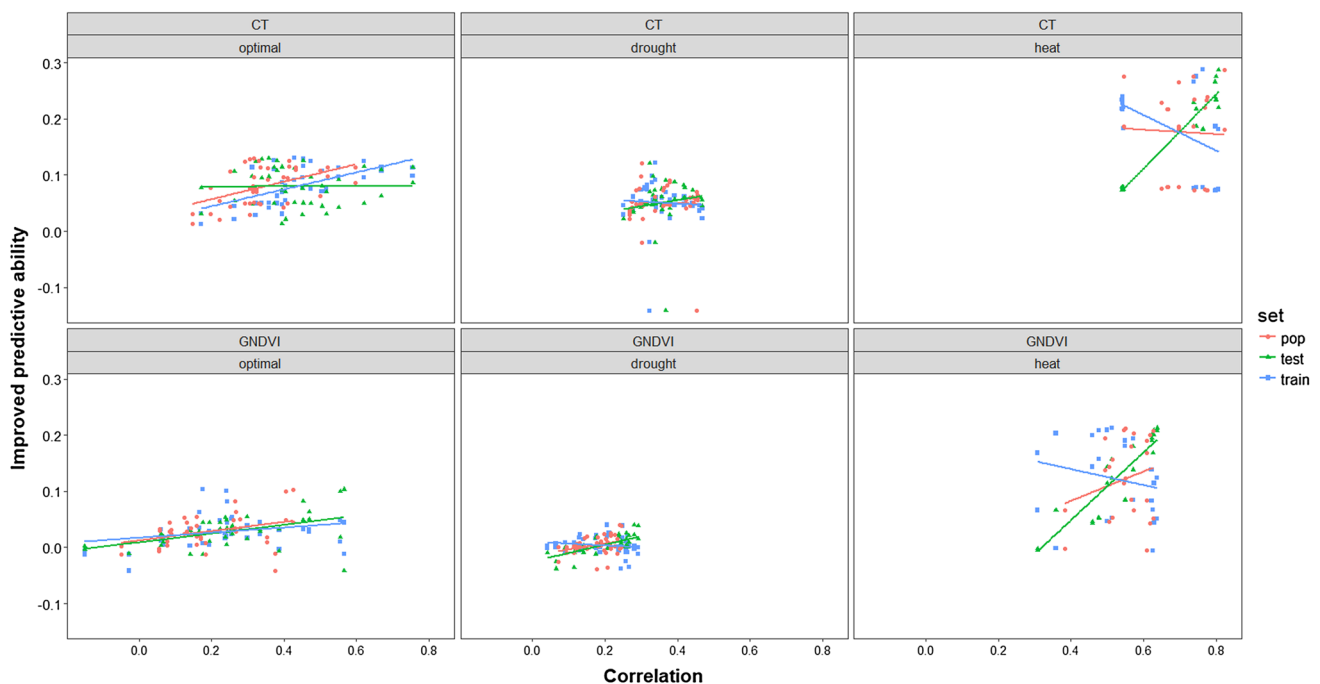 CT CT CT
optimal drought heat
0.3
0.2
0.1
0.0
-0.1
GNDVI GNDVI GNDVI
optimal drought heat
0.3
0.2
0.1
0.0
-0.1
0.0 0.2 0.4 0.6 0.8 0.0 0.2 0.4 0.6 0.8 0.0 0.2 0.4 0.6 0.8
Correlation
Improved predictive ability
set
pop
test
train